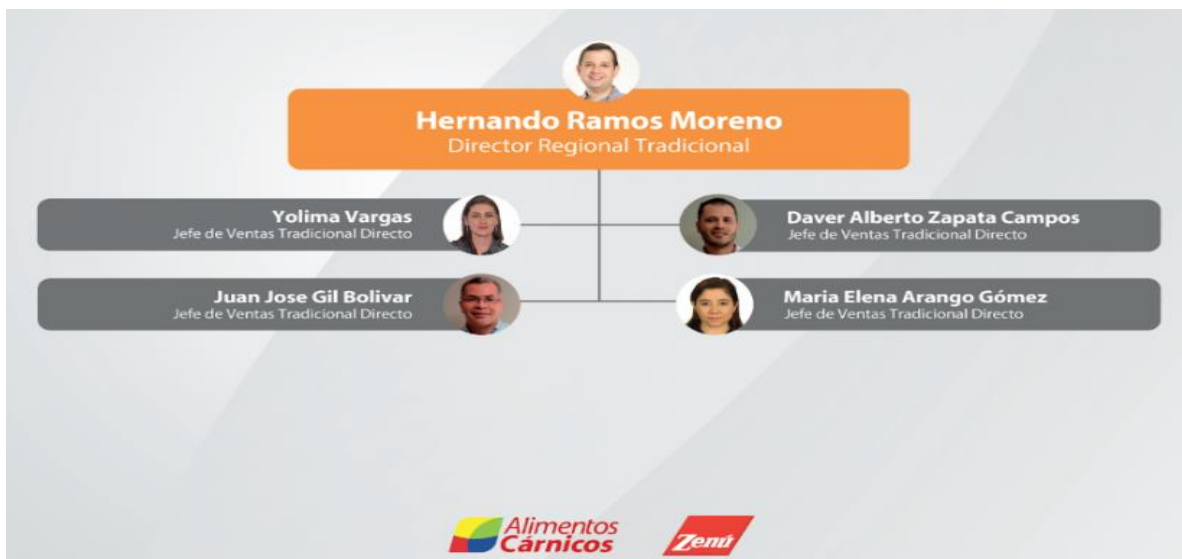 Hernando Ramos Moreno
Director Regional Tradicional
Yolima Vargas
Jefe de Ventas Tradicional Directo
Daver Alberto Zapata Campos
Jefe de Ventas Tradicional Directo
Juan Jose Gil Bolivar
Jefe de Ventas Tradicional Directo
Maria Elena Arango Gómez
Jefe de Ventas Tradicional Directo
Alimentos
Cárnicos
Zenú